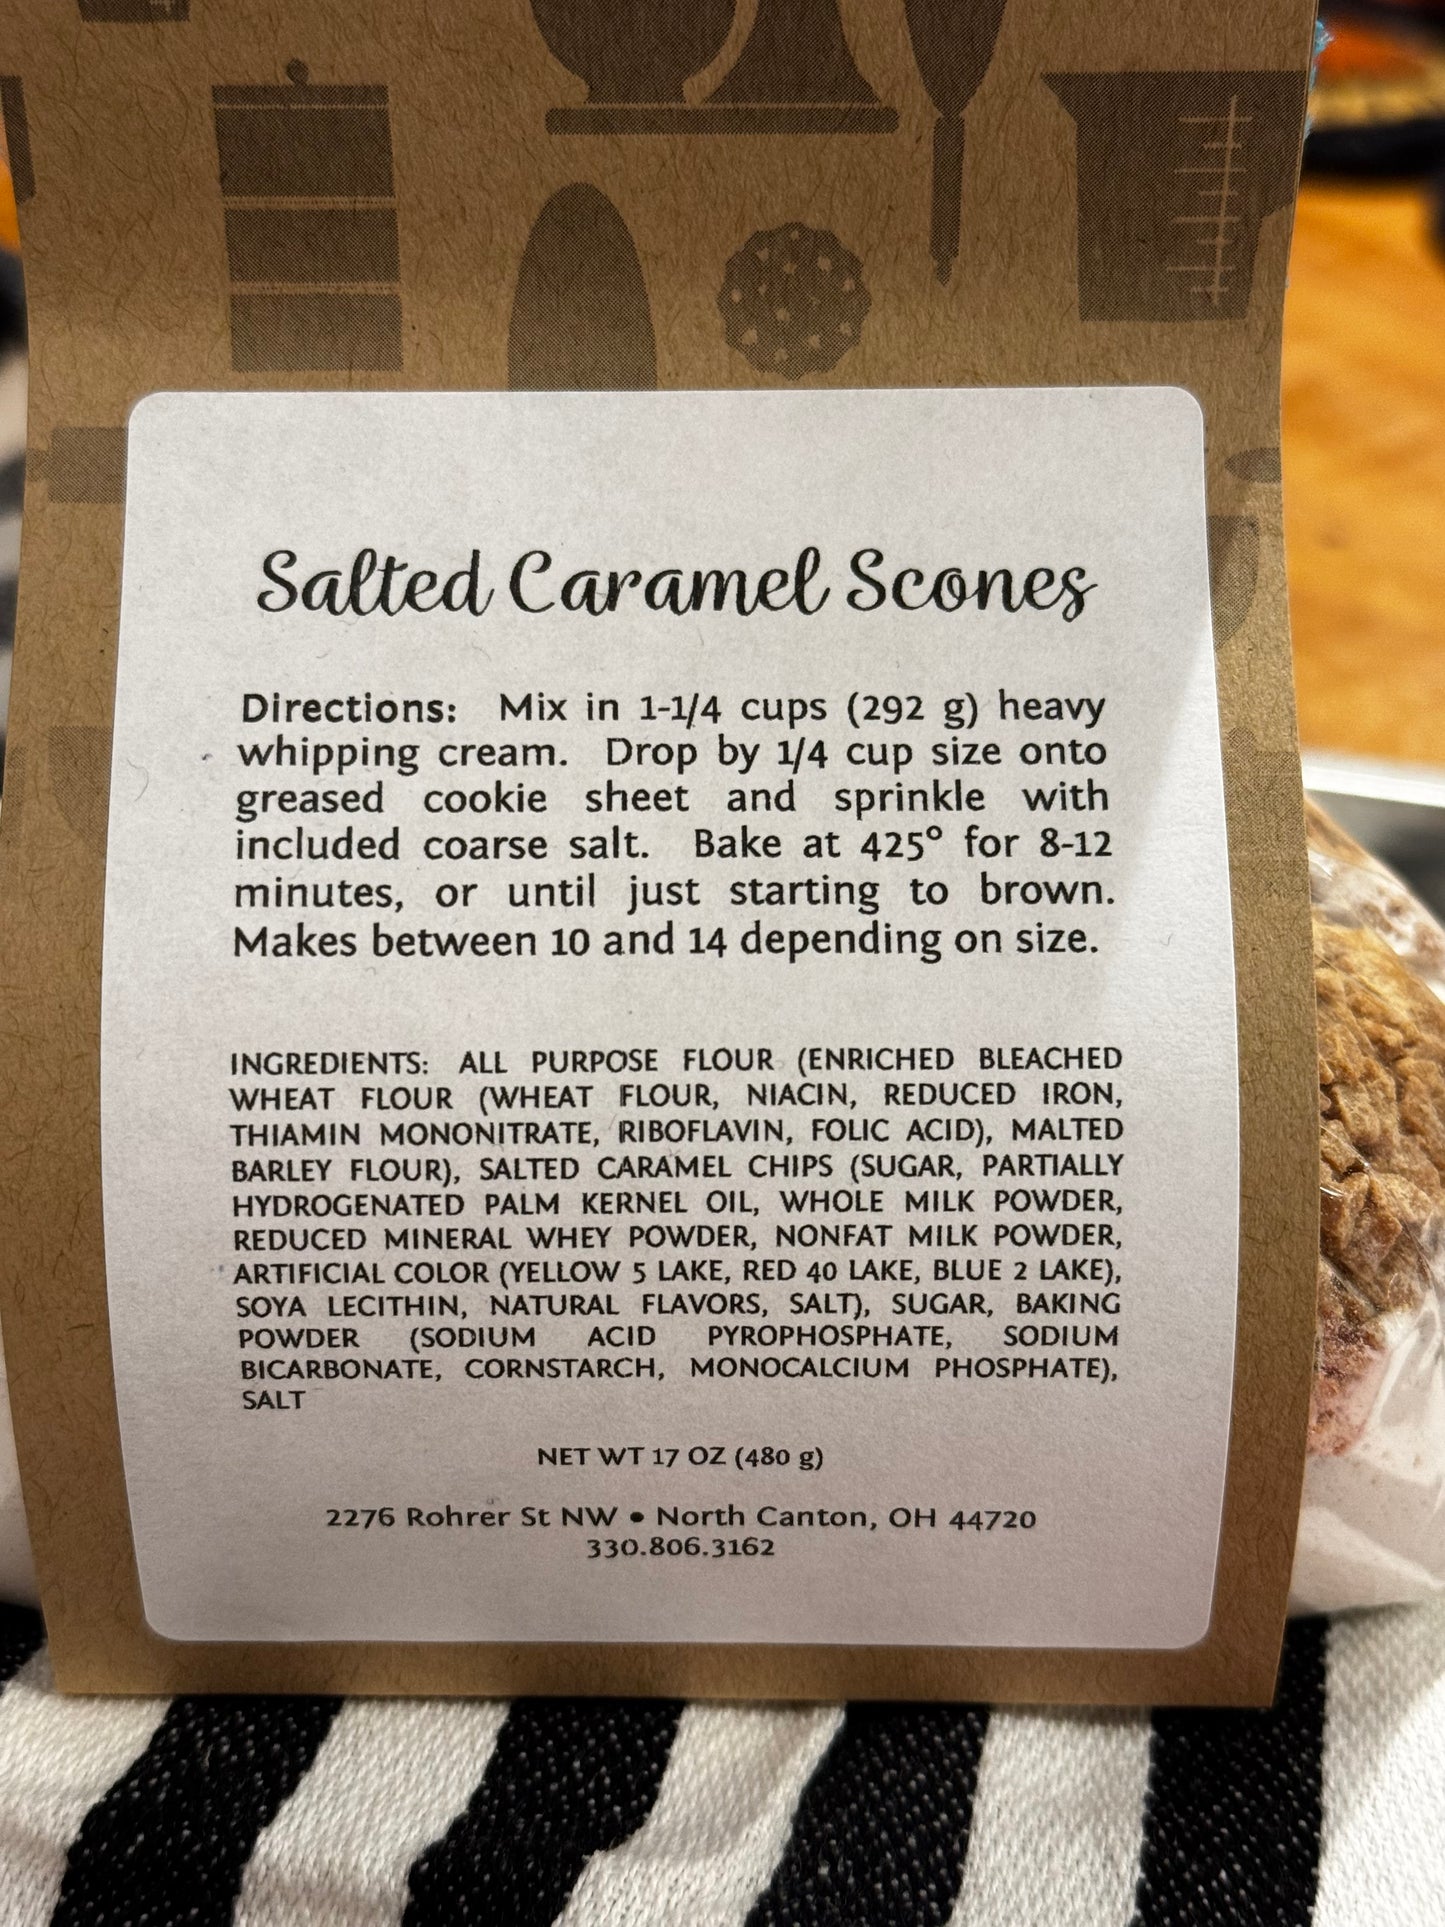 Salted Caramel Scones
Directions: Mix in 1-1/4 cups (292 g) heavy
whipping cream. Drop by 1/4 cup size onto
greased cookie sheet and sprinkle with
included coarse salt. Bake at 425° for 8-12
minutes, or until just starting to brown.
Makes between 10 and 14 depending on size.
INGREDIENTS: ALL PURPOSE FLOUR (ENRICHED BLEACHED
WHEAT FLOUR (WHEAT FLOUR, NIACIN, REDUCED IRON,
THIAMIN MONONITRATE, RIBOFLAVIN, FOLIC ACID), MALTED
BARLEY FLOUR), SALTED CARAMEL CHIPS (SUGAR, PARTIALLY
HYDROGENATED PALM KERNEL OIL, WHOLE MILK POWDER,
REDUCED MINERAL WHEY POWDER, NONFAT MILK POWDER,
ARTIFICIAL COLOR (YELLOW 5 LAKE, RED 40 LAKE, BLUE 2 LAKE),
SOYA LECITHIN, NATURAL FLAVORS, SALT), SUGAR, BAKING
POWDER (SODIUM ACID PYROPHOSPHATE, SODIUM
BICARBONATE, CORNSTARCH, MONOCALCIUM PHOSPHATE),
SALT
NET WT 17 OZ (480 g)
2276 Rohrer St NW • North Canton, OH 44720
330.806.3162